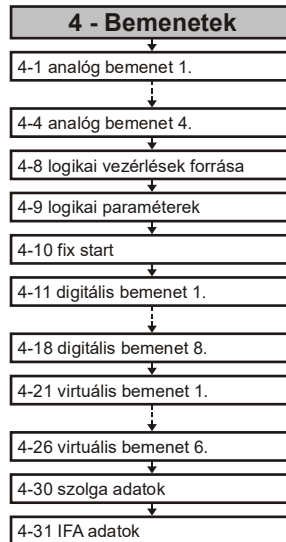 4 - Bemenetek
4-1 analóg bemenet 1.
4-4 analóg bemenet 4.
4-8 logikai vezérlések forrása
4-9 logikai paraméterek
4-10 fix start
4-11 digitális bemenet 1.
4-18 digitális bemenet 8.
4-21 virtuális bemenet 1.
4-26 virtuális bemenet 6.
4-30 szolga adatok
4-31 IFA adatok